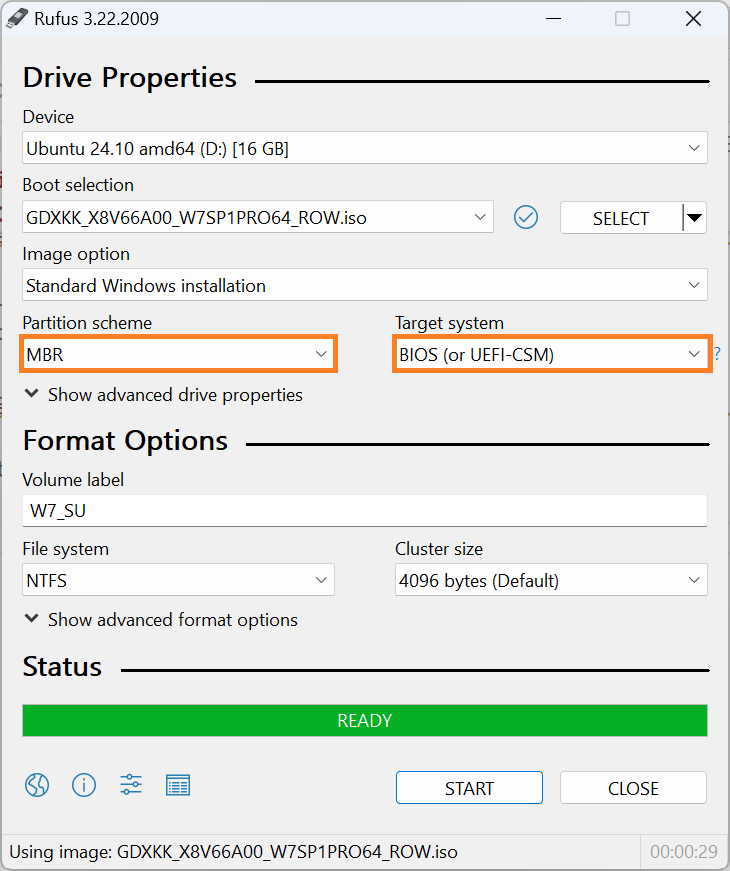 Rufus 3.22.2009
Drive Properties
Device
Ubuntu 24.10 amd64 (D:) [16 GB]
Boot selection
GDXKK_X8V66A00_W7SP1PRO64_ROW.iso
SELECT
Image option
Standard Windows installation
Partition scheme
Target system
MBR
BIOS (or UEFI-CSM)
?
Show advanced drive properties
Format Options
Volume label
W7_SU
File system
Cluster size
NTFS
4096 bytes (Default)
Show advanced format options
Status
READY
START
CLOSE
Using image: GDXKK_X8V66A00_W7SP1PRO64_ROW.iso
00:00:29